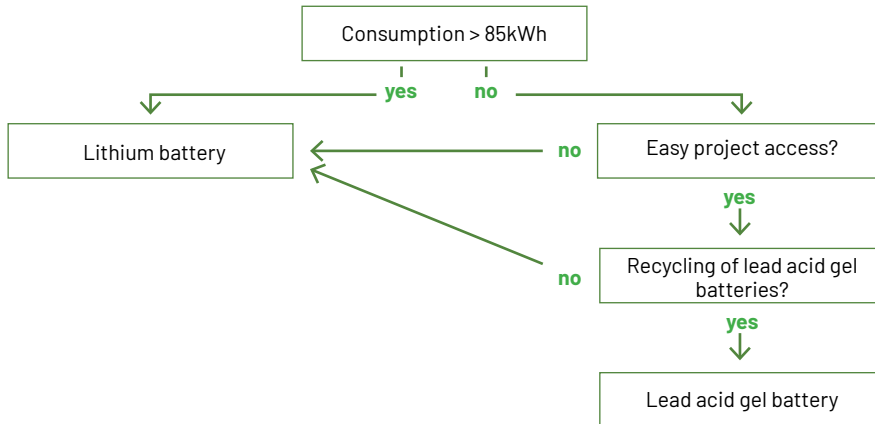 Consumption > 85kWh
yes
no
Lithium battery
no
Easy project access?
yes
no
Recycling of lead acid gel
batteries?
yes
Lead acid gel battery